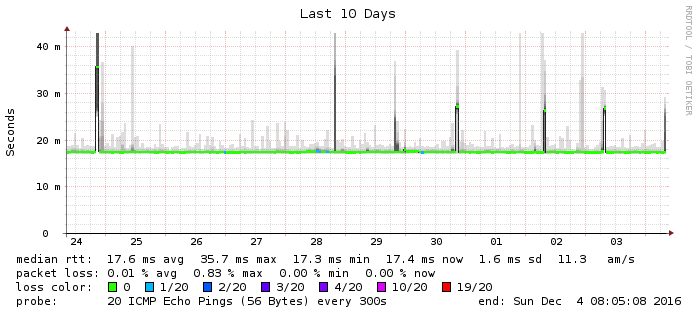 Last 10 Days
RRDTOOL / TOBI OETIKER
Seconds
40 m
30 m
20 m
10 m
0
24 25 26 27 28 29 30 01 02 03
median rtt: 17.6 ms avg 35.7 ms max 17.3 ms min 17.4 ms now 1.6 ms sd 11.3 am/s
packet loss: 0.01 % avg 0.83 % max 0.00 % min 0.00 % now
loss color: 0 1/20 2/20 3/20 4/20 10/20 19/20
probe: 20 ICMP Echo Pings (56 Bytes) every 300s end: Sun Dec 4 08:05:08 2016